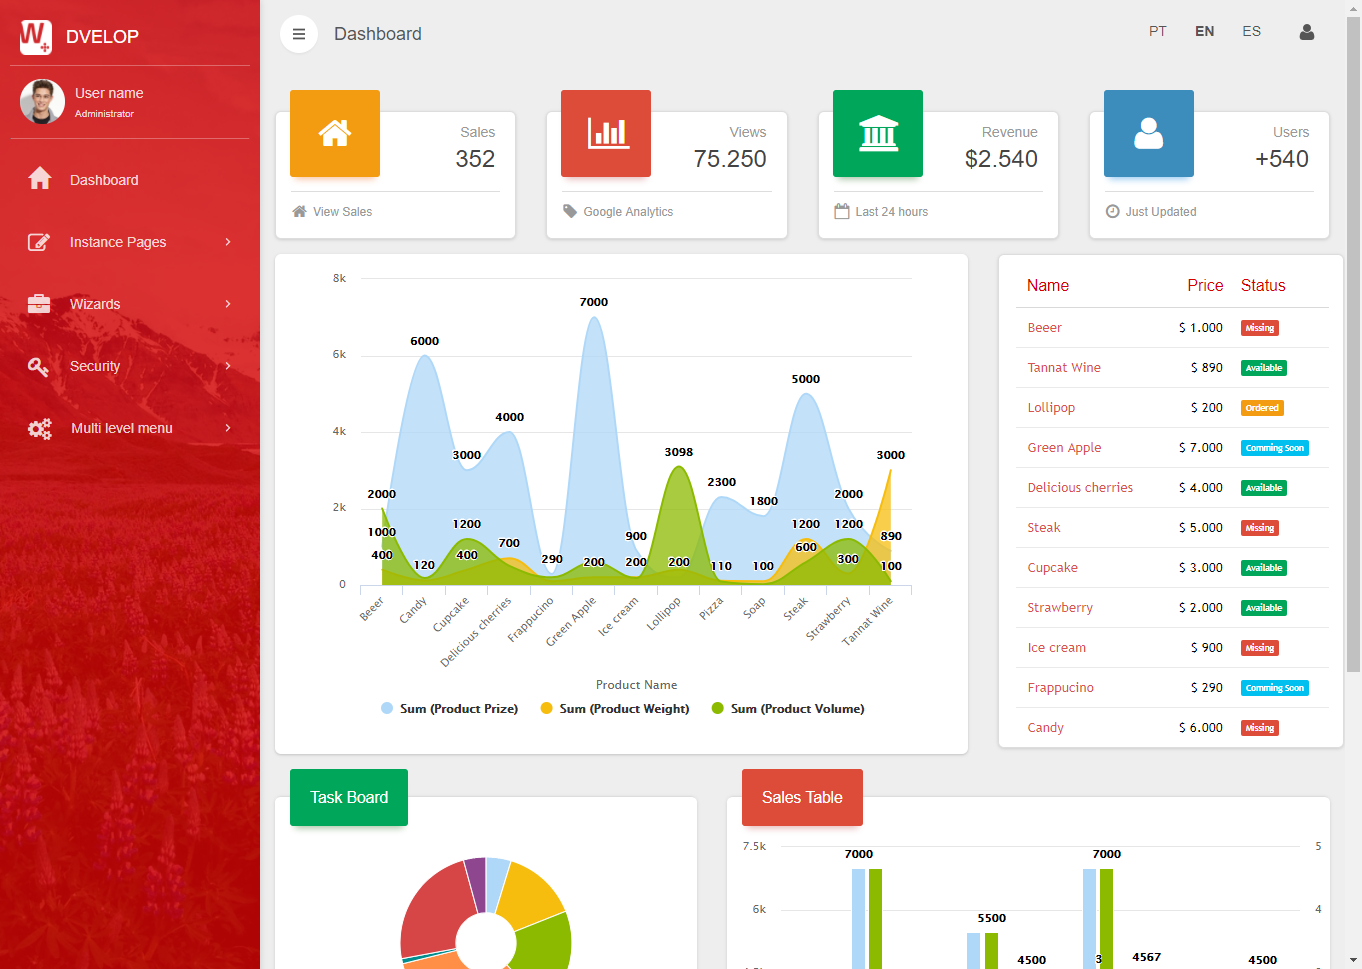 DVELOP
User name
Administrator
Dashboard
Instance Pages
Wizards
Security
Multi level menu
Dashboard
PT EN ES
Sales
352
View Sales
Views
75.250
Google Analytics
Revenue
$2.540
Last 24 hours
Users
+540
Just Updated
8k
6k
4k
2k
0
7000
6000
5000
4000
3000
3098
3000
2300
2000
1800
2000
1000
1200
700
900
1200
1200
890
400
120
400
290
200
200
200
110
100
600
300
100
Beeer
Candy
Cupcake
Delicious cherries
Frappucino
Green Apple
Ice cream
Lollipop
Pizza
Soap
Steak
Strawberry
Tannat Wine
Product Name
Sum (Product Prize) Sum (Product Weight) Sum (Product Volume)
Name Price Status
Beeer $ 1.000 Missing
Tannat Wine $ 890 Available
Lollipop $ 200 Ordered
Green Apple $ 7.000 Comming Soon
Delicious cherries $ 4.000 Available
Steak $ 5.000 Missing
Cupcake $ 3.000 Available
Strawberry $ 2.000 Available
Ice cream $ 900 Missing
Frappucino $ 290 Comming Soon
Candy $ 6.000 Missing
Task Board
Sales Table
7.5k
6k
5
4
7000
7000
5500
4500
3
4567
4500